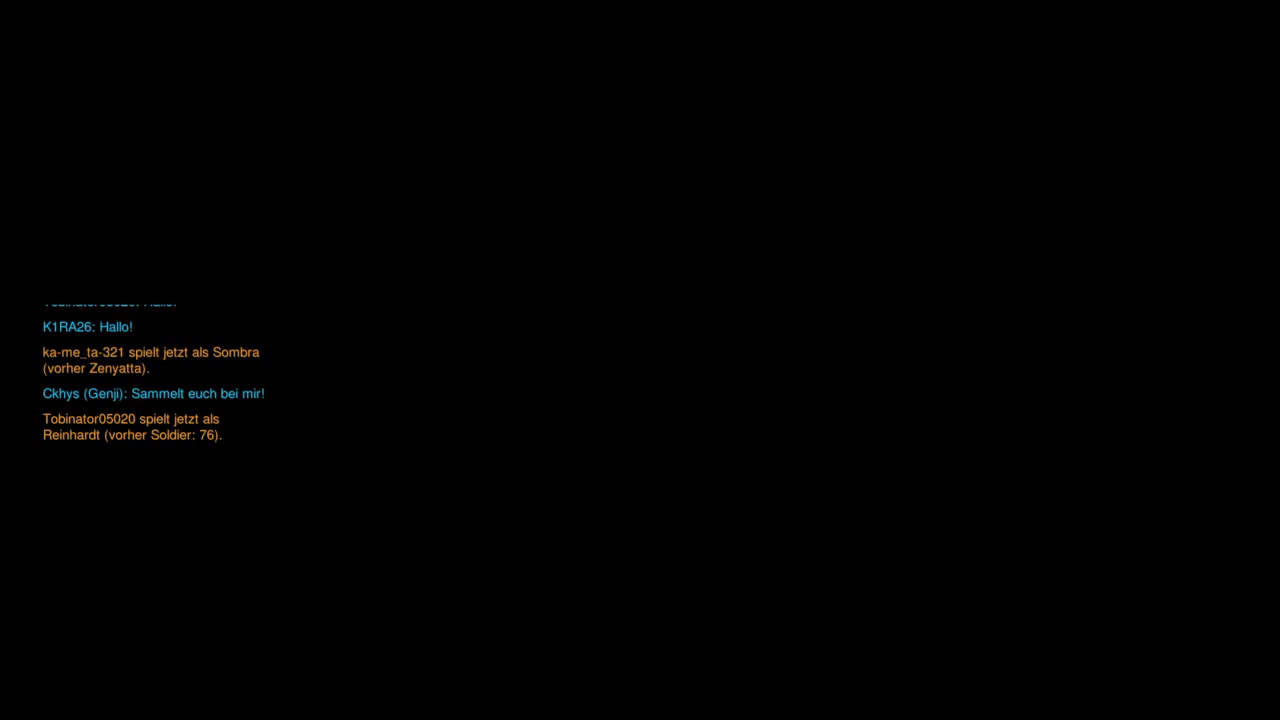 K1RA26: Hallo!
ka-me_ta-321 spielt jetzt als Sombra
(vorher Zenyatta).
Ckhys (Genji): Sammelt euch bei mir!
Tobinator05020 spielt jetzt als
Reinhardt (vorher Soldier: 76).